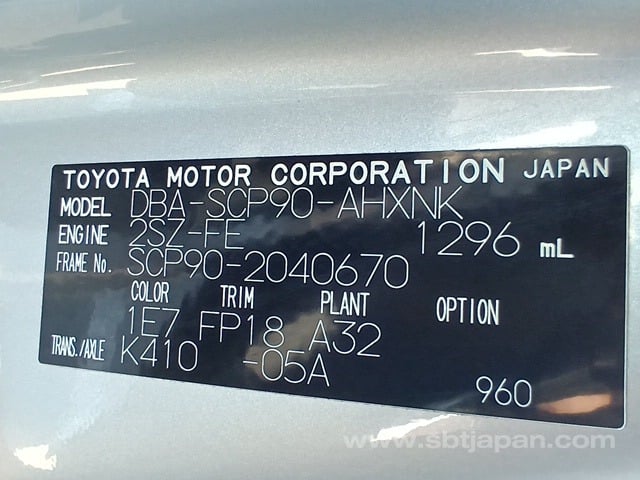 TOYOTA MOTOR CORPORATION JAPAN
MODEL DBA-SCP90-AHXNK
ENGINE 2SZ-FE 1296 mL
FRAME No. SCP90-2040670
COLOR TRIM PLANT OPTION
1E7 FP18 A32
TRANS./AXLE K410 -05A
960
www.sbtjapan.com